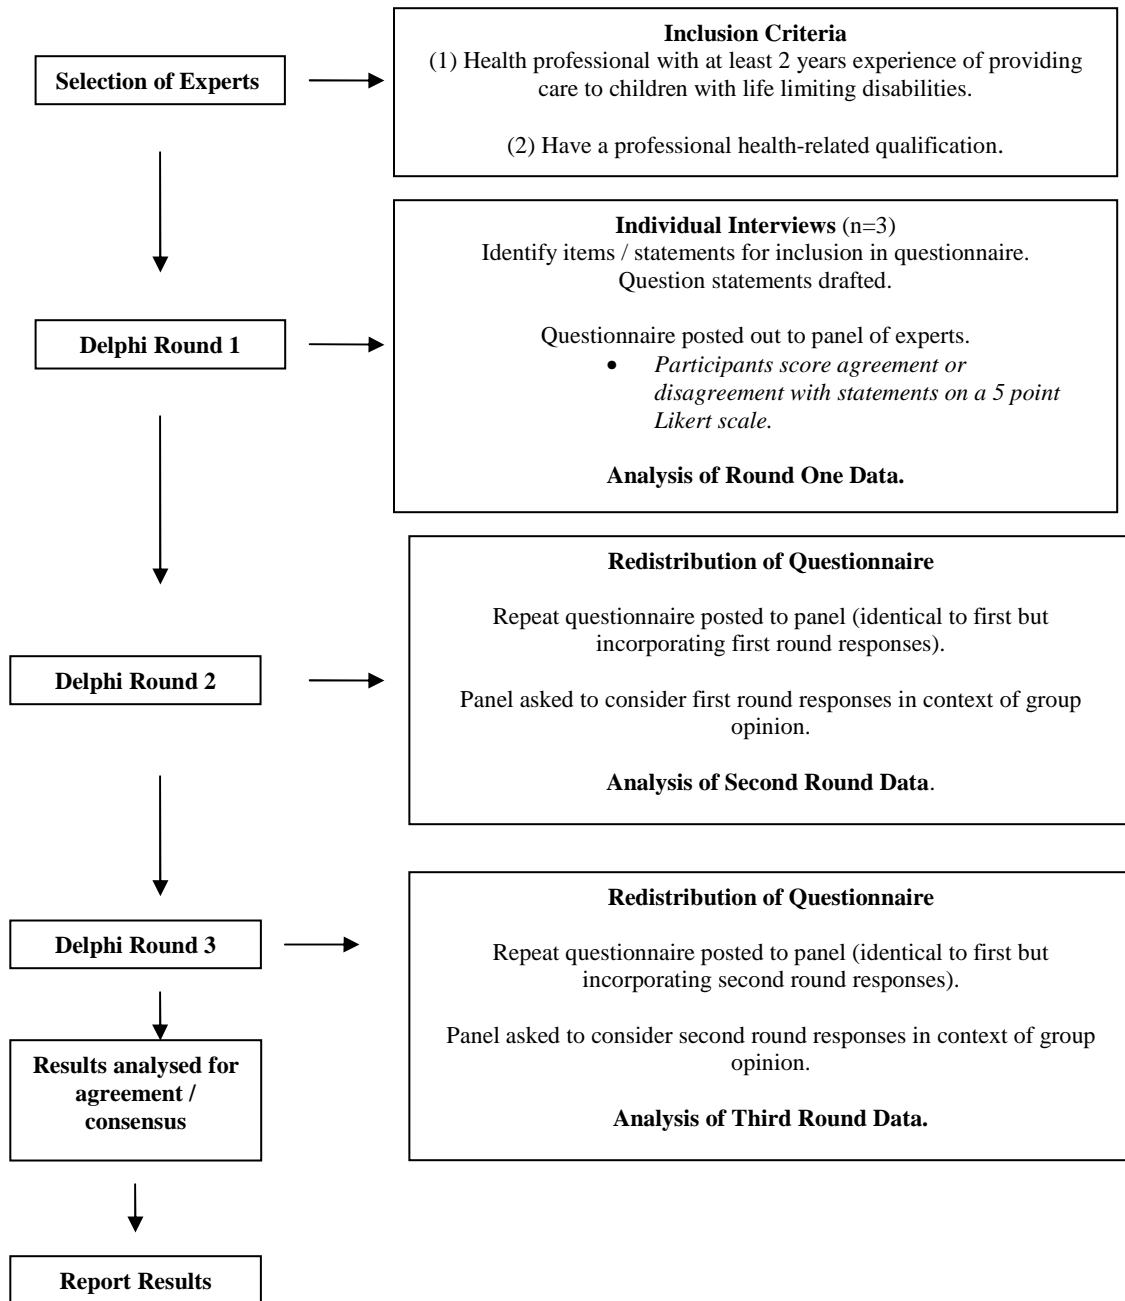 Selection of Experts
Inclusion Criteria
(1) Health professional with at least 2 years experience of providing
care to children with life limiting disabilities.
(2) Have a professional health-related qualification.
Delphi Round 1
Individual Interviews (n=3)
Identify items / statements for inclusion in questionnaire.
Question statements drafted.
Questionnaire posted out to panel of experts.
• Participants score agreement or
disagreement with statements on a 5 point
Likert scale.
Analysis of Round One Data.
Delphi Round 2
Redistribution of Questionnaire
Repeat questionnaire posted to panel (identical to first but
incorporating first round responses).
Panel asked to consider first round responses in context of group
opinion.
Analysis of Second Round Data.
Delphi Round 3
Redistribution of Questionnaire
Repeat questionnaire posted to panel (identical to first but
incorporating second round responses).
Panel asked to consider second round responses in context of group
opinion.
Analysis of Third Round Data.
Results analysed for
agreement /
consensus
Report Results